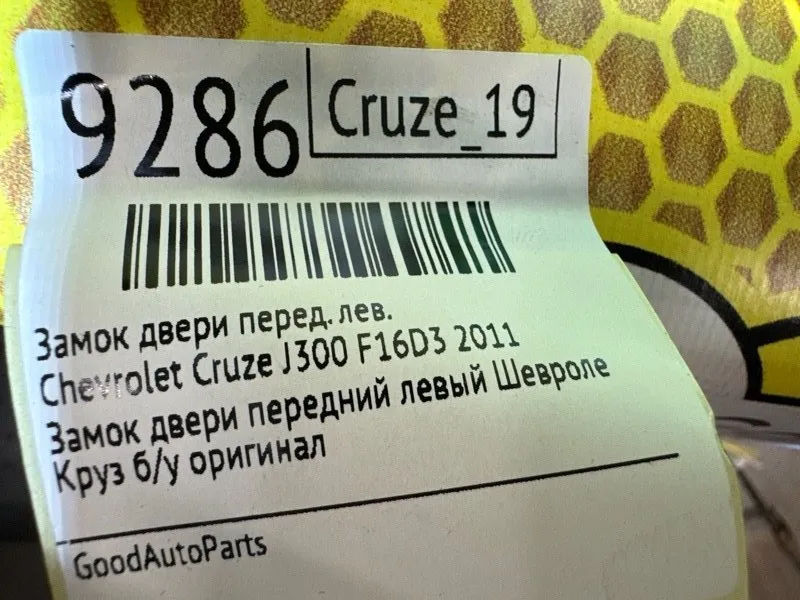 9286
Cruze_19
Замок двери перед. лев.
Chevrolet Cruze J300 F16D3 2011
Замок двери передний левый Шевроле
Круз б/у оригинал
GoodAutoParts